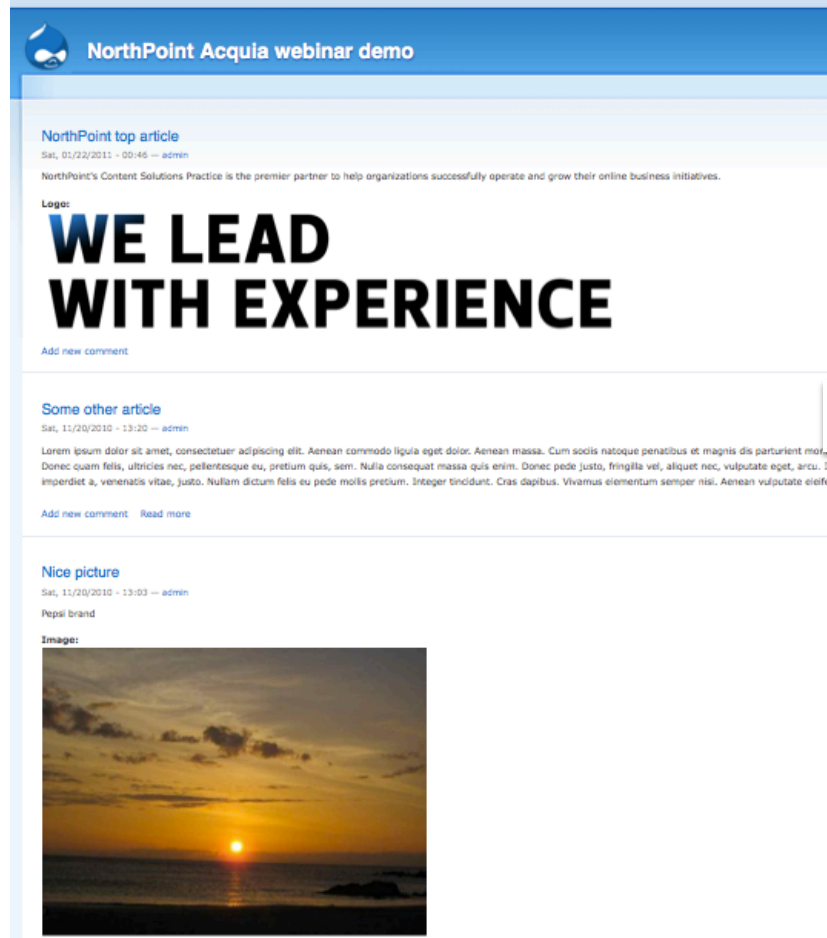 NorthPoint Acquia webinar demo
NorthPoint top article
Sat, 01/22/2011 - 00:46 — admin
NorthPoint's Content Solutions Practice is the premier partner to help organizations successfully operate and grow their online business initiatives.
Logo:
WE LEAD
WITH EXPERIENCE
Add new comment
Some other article
Sat, 11/20/2010 - 13:20 — admin
Lorem ipsum dolor sit amet, consectetuer adipiscing elit. Aenean commodo ligula eget dolor. Aenean massa. Cum sociis natoque penatibus et magnis dis parturient
Donec quam felis, ultricies nec, pellentesque eu, pretium quis, sem. Nulla consequat massa quis enim. Donec pede justo, fringilla vel, aliquet nec, vulputate eget, arcu.
imperdiet a, venenatis vitae, justo. Nullam dictum felis eu pede mollis pretium. Integer tincidunt. Cras dapibus. Vivamus elementum semper nisi. Aenean vulputate
Add new comment Read more
Nice picture
Sat, 11/20/2010 - 13:03 — admin
Pepsi brand
Image: